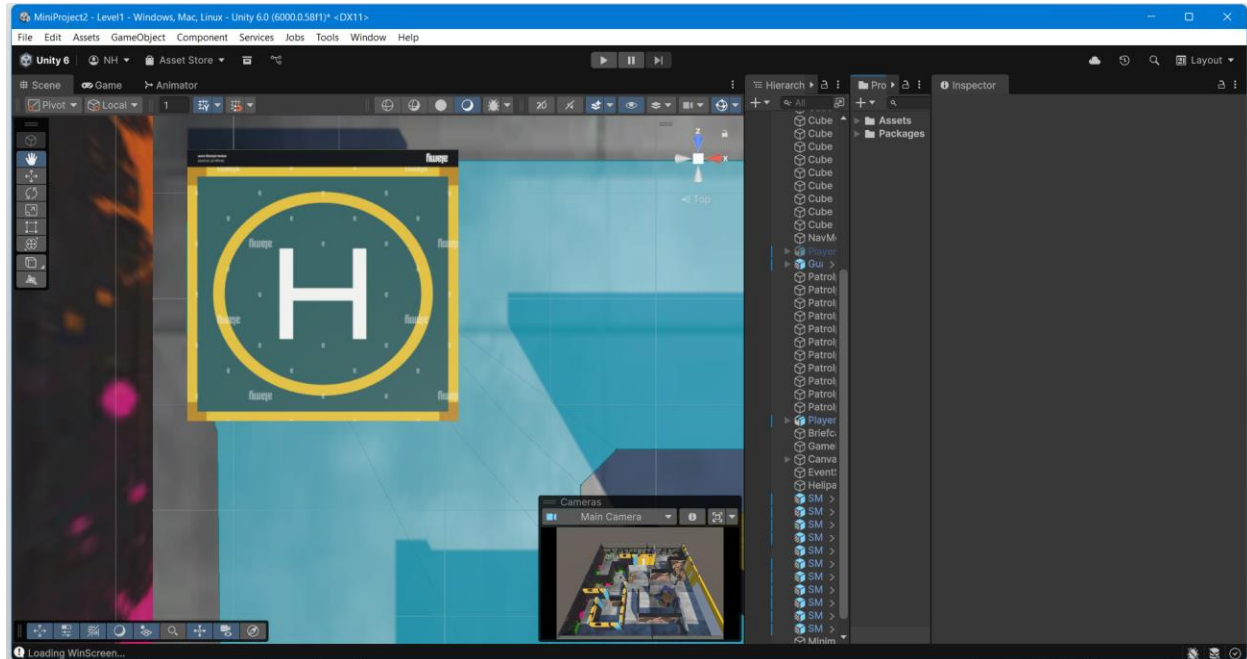 MiniProject2 - Level1 - Windows, Mac, Linux - Unity 6.0 (6000.0.58f1)* <DX11>
File Edit Assets GameObject Component Services Jobs Tools Window Help
Unity 6 NH Asset Store Layout
Scene Game Animator Hierarch Pro Inspector
Pivot Local 1 All
z
x
Top
Cube
Cube
Cube
Cube
Cube
Cube
Cube
Cube
Cube
NavM
Player
Gu
Patrol
Patrol
Patrol
Patrol
Patrol
Patrol
Patrol
Patrol
Patrol
Patrol
Patrol
Player
Briefc
Game
Canva
Event
Helipa
SM
SM
SM
SM
SM
SM
SM
SM
SM
SM
SM
Minim
Assets
Packages
H
Cameras
Main Camera
Loading WinScreen...